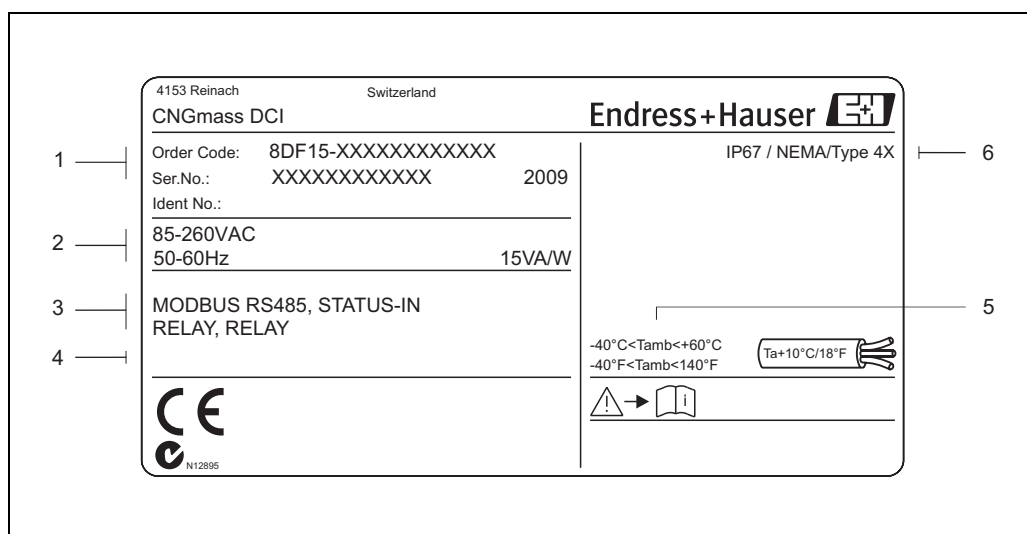 4153 Reinach Switzerland
CNGmass DCI
Endress+Hauser
1
Order Code: 8DF15-XXXXXXXXXXXX
Ser.No.: XXXXXXXXXXXX 2009
Ident No.:
IP67 / NEMA/Type 4X
6
2
85-260VAC
50-60Hz 15VA/W
3
MODBUS RS485, STATUS-IN
RELAY, RELAY
5
4
-40°C<Tamb<+60°C
-40°F<Tamb<140°F
Ta+10°C/18°F
i
CE
N12895